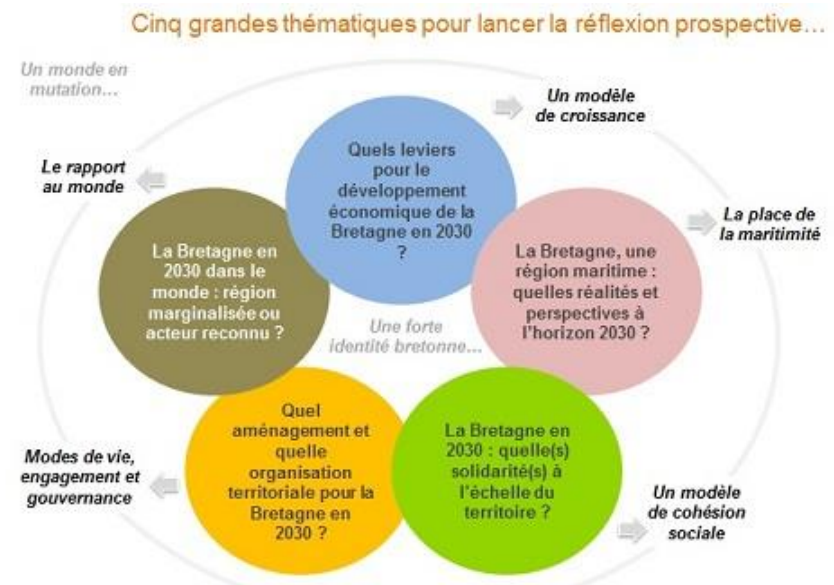 Cinq grandes thématiques pour lancer la réflexion prospective...
Un monde en
mutation...
Un modèle
de croissance
Quels leviers
pour le
développement
économique de la
Bretagne en 2030
?
Le rapport
au monde
La place de
la maritimité
La Bretagne en
2030 dans le
monde : région
marginalisée ou
acteur reconnu ?
La Bretagne, une
région maritime :
quelles réalités et
perspectives à
l'horizon 2030 ?
Une forte
identité bretonne...
Quel
aménagement et
quelle
organisation
territoriale pour la
Bretagne en
2030 ?
La Bretagne en
2030 : quelle(s)
solidarité(s) à
l'échelle du
territoire ?
Modes de vie,
engagement et
gouvernance
Un modèle
de cohésion
sociale